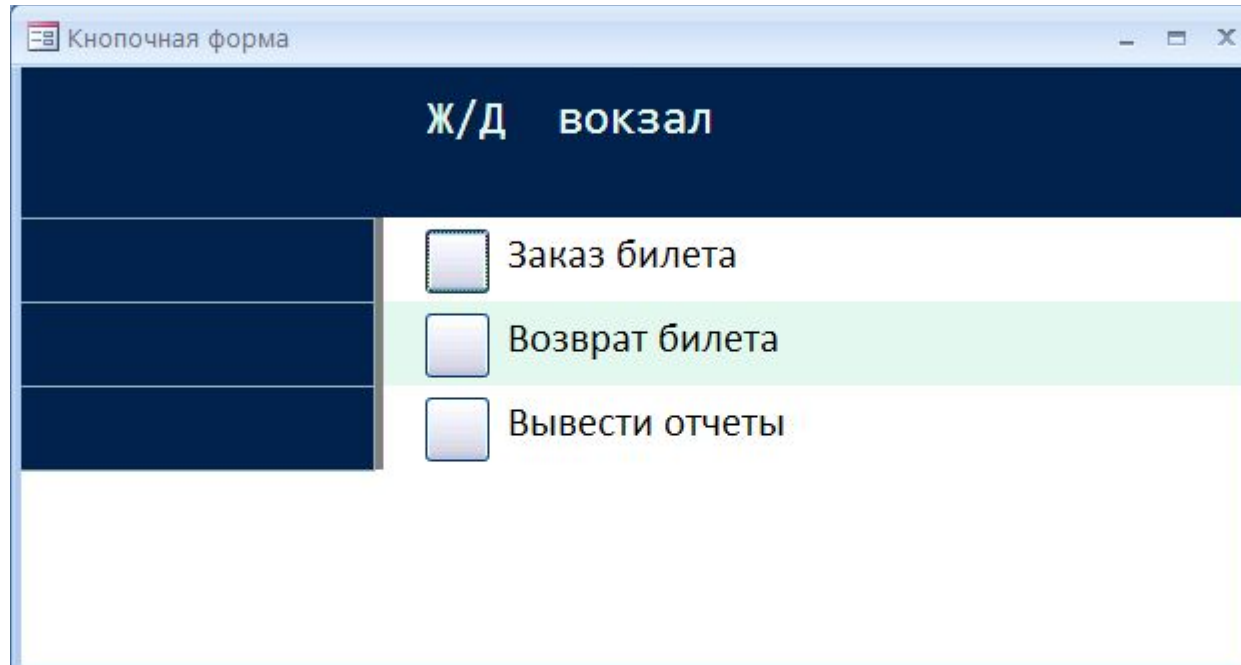 Кнопочная форма
Ж/Д вокзал
Заказ билета
Возврат билета
Вывести отчеты